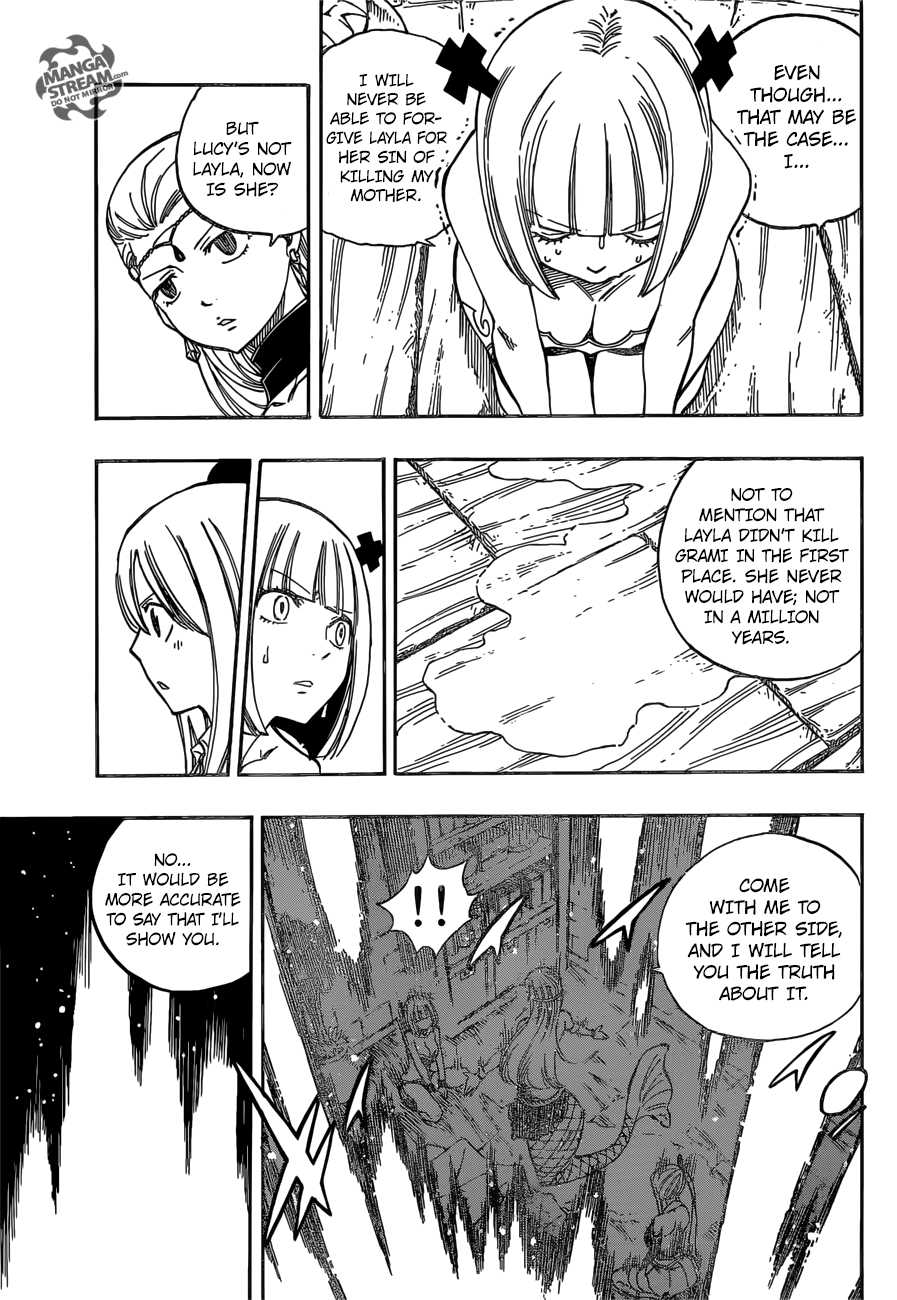 MANGA
STREAM.com
DO NOT MIRROR
EVEN
THOUGH...
THAT MAY BE
THE CASE...
I...
I WILL
NEVER BE
ABLE TO FOR-
GIVE LAYLA FOR
HER SIN OF
KILLING MY
MOTHER.
BUT
LUCY'S NOT
LAYLA, NOW
IS SHE?
NOT TO
MENTION THAT
LAYLA DIDN'T KILL
GRAMI IN THE FIRST
PLACE. SHE NEVER
WOULD HAVE; NOT
IN A MILLION
YEARS.
COME
WITH ME TO
THE OTHER SIDE,
AND I WILL TELL
YOU THE TRUTH
ABOUT IT.
!!
NO...
IT WOULD BE
MORE ACCURATE
TO SAY THAT I'LL
SHOW YOU.